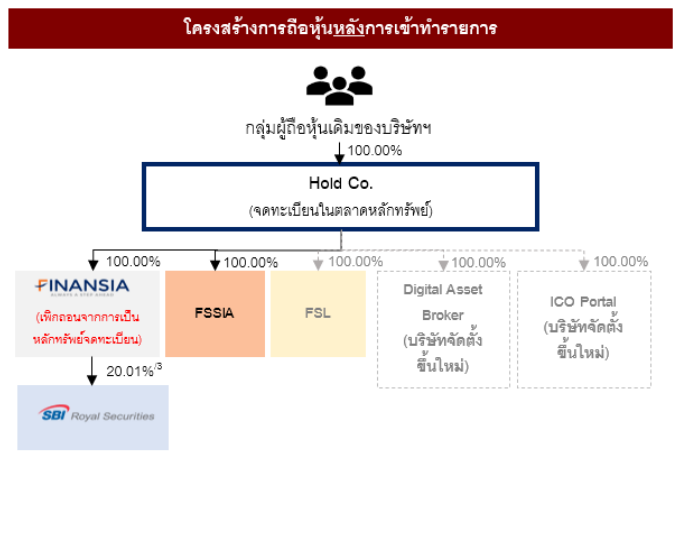 โครงสร้างการถือหุ้นหลังการเข้าทำรายการ
กลุ่มผู้ถือหุ้นเดิมของบริษัทฯ
100.00%
Hold Co.
(จดทะเบียนในตลาดหลักทรัพย์)
100.00%
100.00%
100.00%
100.00%
100.00%
FINANSIA
ALWAYS A STEP AHEAD
(เพิกถอนจากการเป็น
หลักทรัพย์จดทะเบียน)
FSSIA
FSL
Digital Asset
Broker
(บริษัทจัดตั้ง
ขึ้นใหม่)
ICO Portal
(บริษัทจัดตั้ง
ขึ้นใหม่)
20.01%/3
SBI Royal Securities